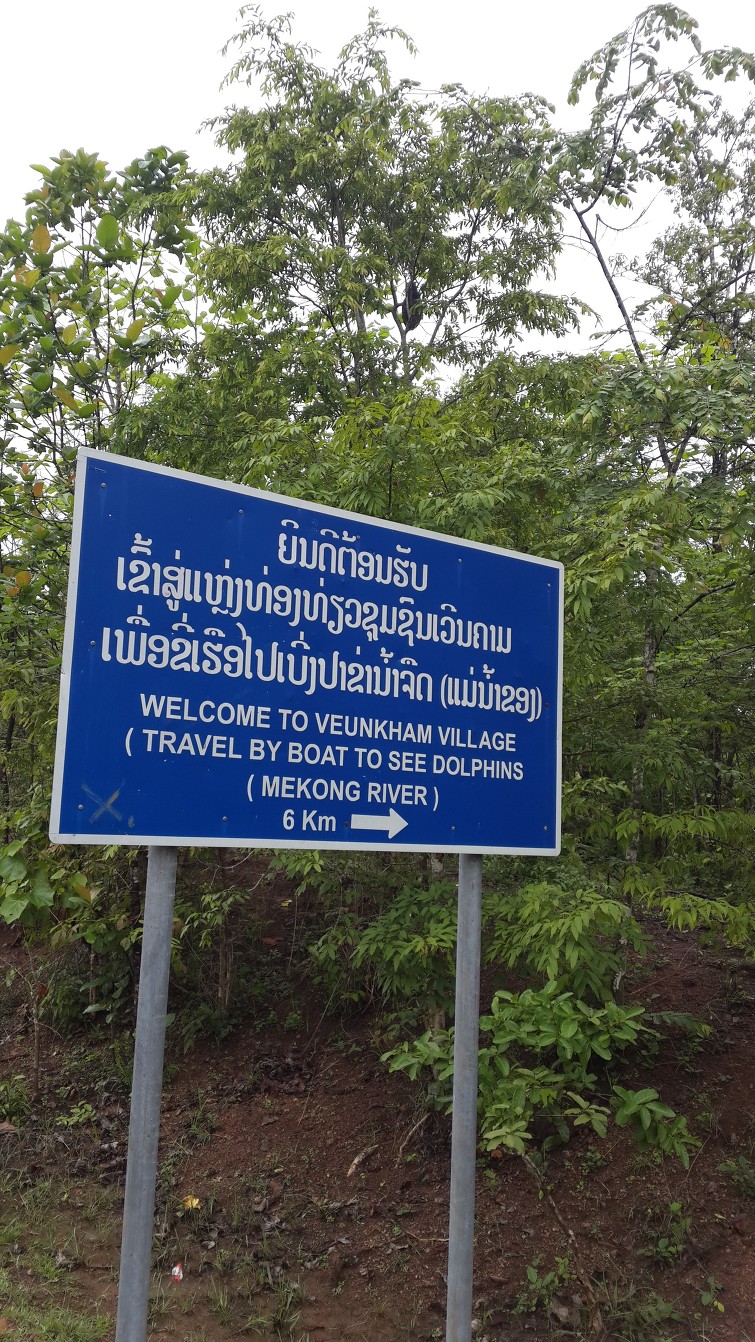 ຍິນດີຕ້ອນຮັບ
ເຂົ້າສູ່ແຫຼ່ງທ່ອງທ່ຽວຊຸມຊົນເວີນຄາມ
ເພື່ອຂີ່ເຮືອໄປເບິ່ງປາຂ່ານ້ຳຈືດ (ແມ່ນ້ຳຂອງ)
WELCOME TO VEUNKHAM VILLAGE
( TRAVEL BY BOAT TO SEE DOLPHINS
( MEKONG RIVER )
6 Km